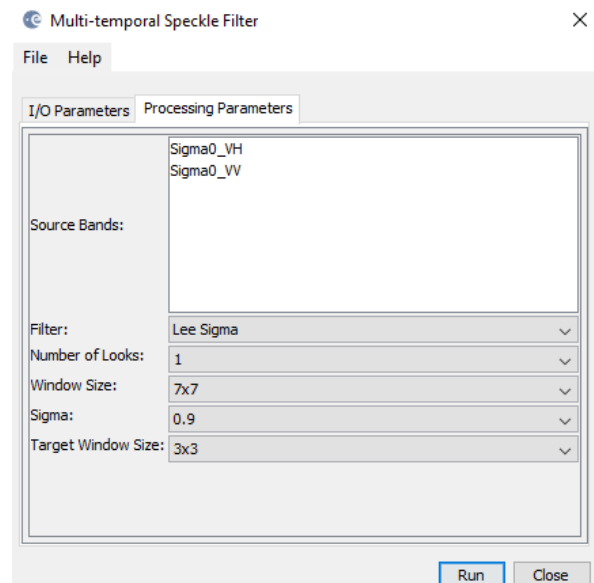 Multi-temporal Speckle Filter
File Help
I/O Parameters Processing Parameters
Source Bands:
Sigma0_VH
Sigma0_VV
Filter: Lee Sigma
Number of Looks: 1
Window Size: 7x7
Sigma: 0.9
Target Window Size: 3x3
Run Close